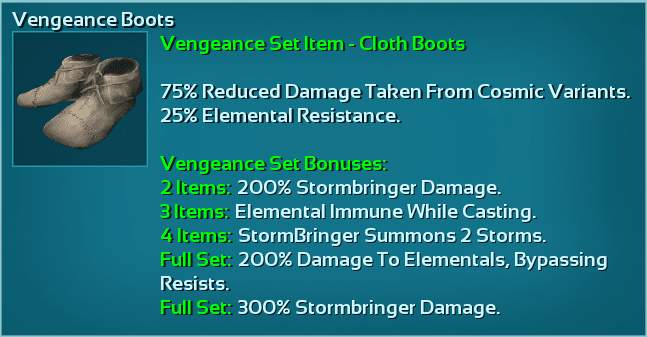 Vengeance Boots
Vengeance Set Item - Cloth Boots
75% Reduced Damage Taken From Cosmic Variants.
25% Elemental Resistance.
Vengeance Set Bonuses:
2 Items: 200% Stormbringer Damage.
3 Items: Elemental Immune While Casting.
4 Items: StormBringer Summons 2 Storms.
Full Set: 200% Damage To Elementals, Bypassing
Resists.
Full Set: 300% Stormbringer Damage.